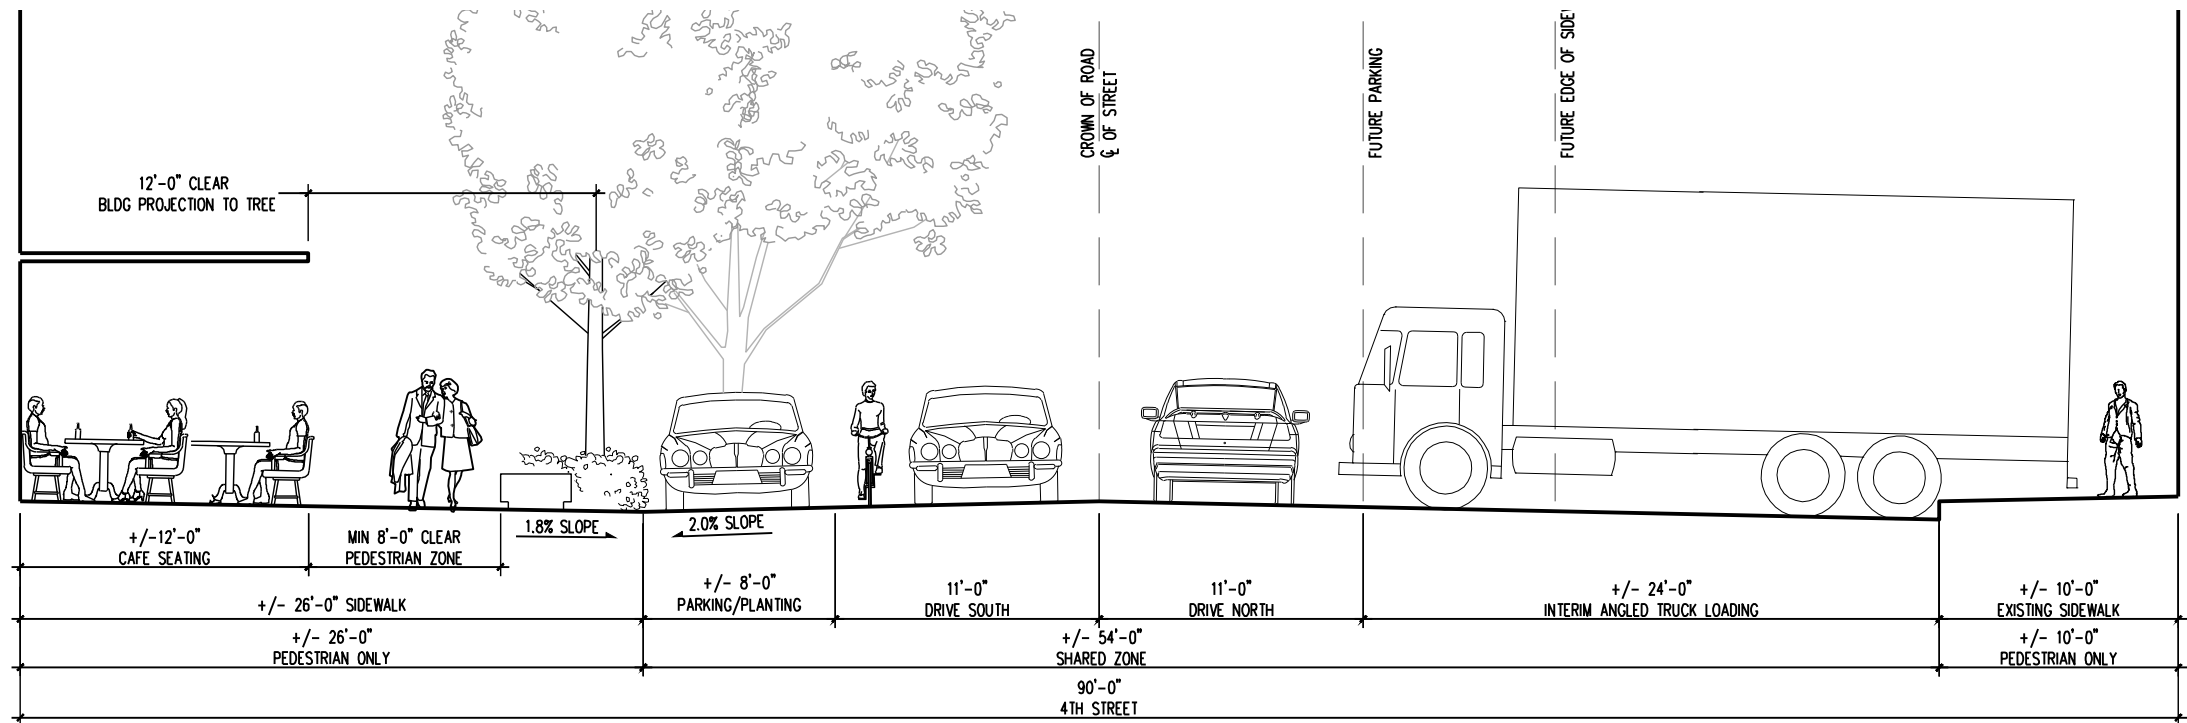 CROWN OF ROAD
℄ OF STREET
FUTURE PARKING
FUTURE EDGE OF SIDEW
12'-0" CLEAR
BLDG PROJECTION TO TREE
1.8% SLOPE
2.0% SLOPE
+/-12'-0"
CAFE SEATING
MIN 8'-0" CLEAR
PEDESTRIAN ZONE
+/- 26'-0" SIDEWALK
+/- 8'-0"
PARKING/PLANTING
11'-0"
DRIVE SOUTH
11'-0"
DRIVE NORTH
+/- 24'-0"
INTERIM ANGLED TRUCK LOADING
+/- 10'-0"
EXISTING SIDEWALK
+/- 26'-0"
PEDESTRIAN ONLY
+/- 54'-0"
SHARED ZONE
+/- 10'-0"
PEDESTRIAN ONLY
90'-0"
4TH STREET